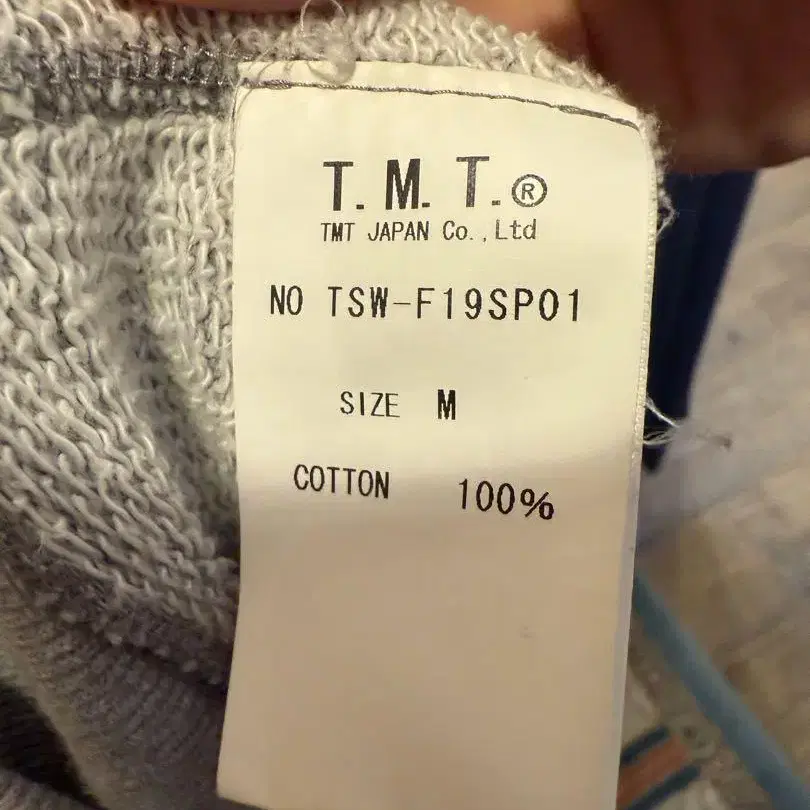 T.M.T.®
TMT JAPAN Co.,Ltd
NO TSW-F19SP01
SIZE M
COTTON 100%